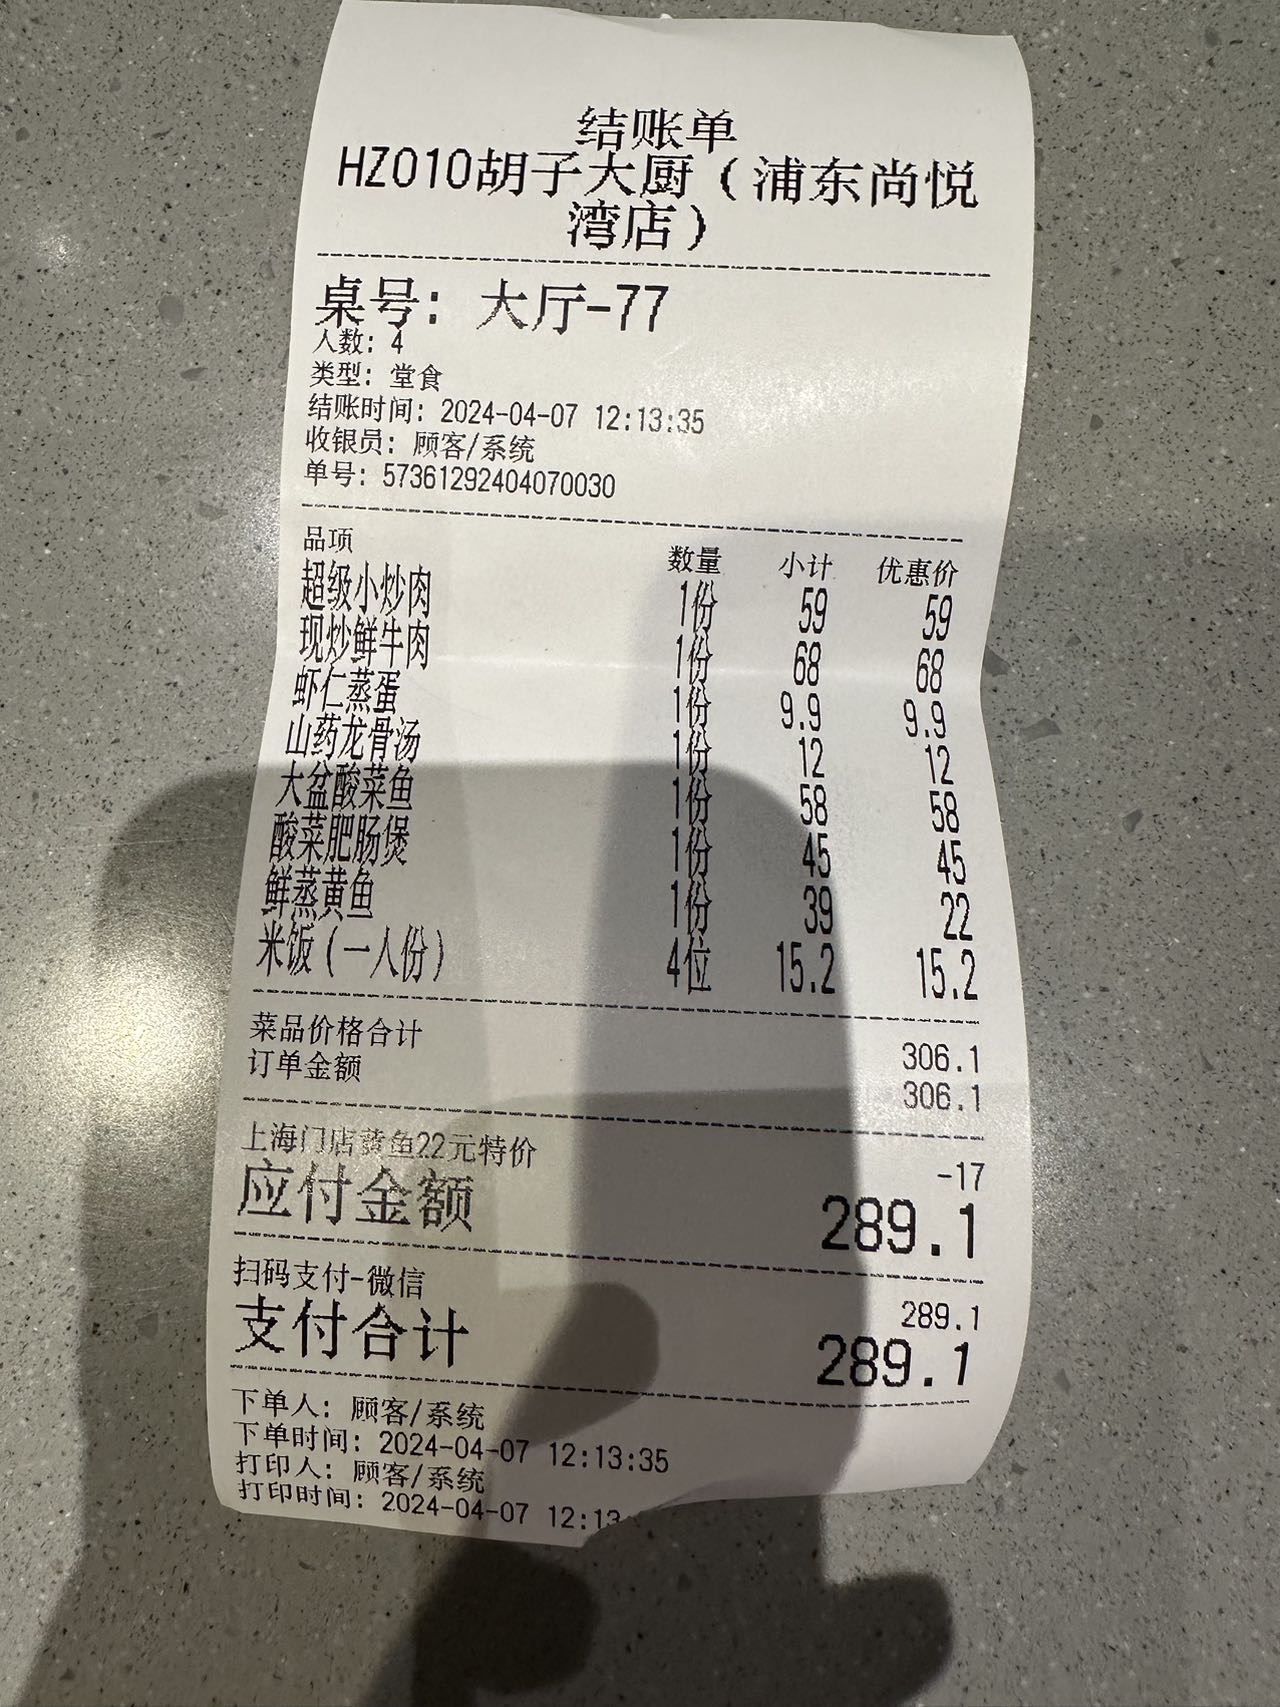 结账单
HZ010胡子大厨（浦东尚悦
湾店）
桌号: 大厅-77
人数: 4
类型: 堂食
结账时间: 2024-04-07 12:13:35
收银员: 顾客/系统
单号: 573612924040700​30
品项 数量 小计 优惠价
超级小炒肉 1份 59 59
现炒鲜牛肉 1份 68 68
虾仁蒸蛋 1份 9.9 9.9
山药龙骨汤 1份 12 12
大盆酸菜鱼 1份 58 58
酸菜肥肠煲 1份 45 45
鲜蒸黄鱼 1份 39 22
米饭（一人份） 4位 15.2 15.2
菜品价格合计 306.1
订单金额 306.1
上海门店黄鱼22元特价 -17
应付金额 289.1
扫码支付-微信 289.1
支付合计 289.1
下单人: 顾客/系统
下单时间: 2024-04-07 12:13:35
打印人: 顾客/系统
打印时间: 2024-04-07 12:13